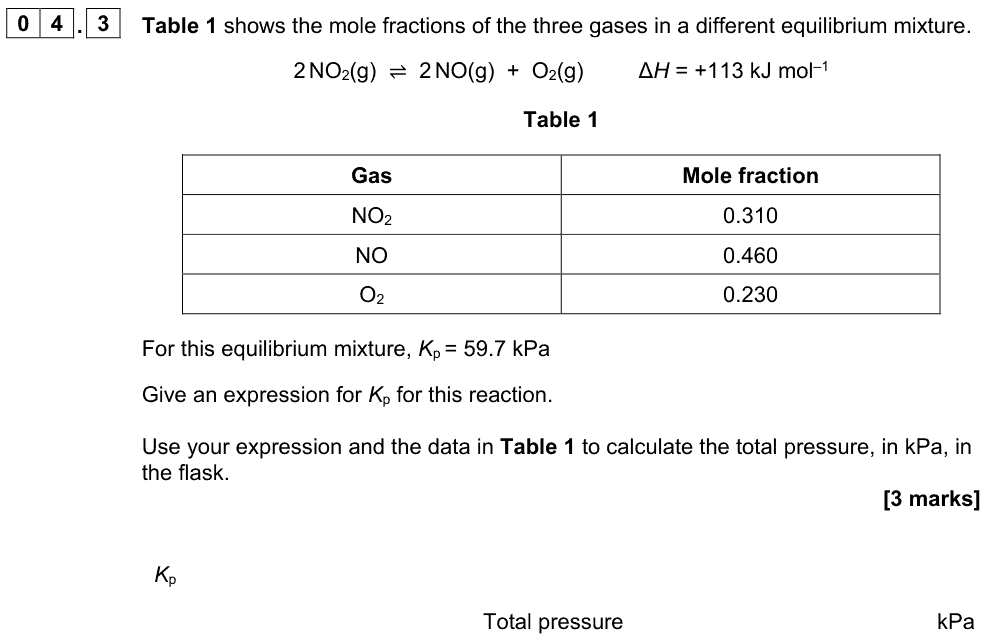 0 4 . 3 Table 1 shows the mole fractions of the three gases in a different equilibrium mixture.
2 NO₂(g) ⇌ 2 NO(g) + O₂(g) ΔH = +113 kJ mol⁻¹
Table 1
Gas Mole fraction
NO₂ 0.310
NO 0.460
O₂ 0.230
For this equilibrium mixture, Kₚ = 59.7 kPa
Give an expression for Kₚ for this reaction.
Use your expression and the data in Table 1 to calculate the total pressure, in kPa, in
the flask.
[3 marks]
Kₚ
Total pressure kPa